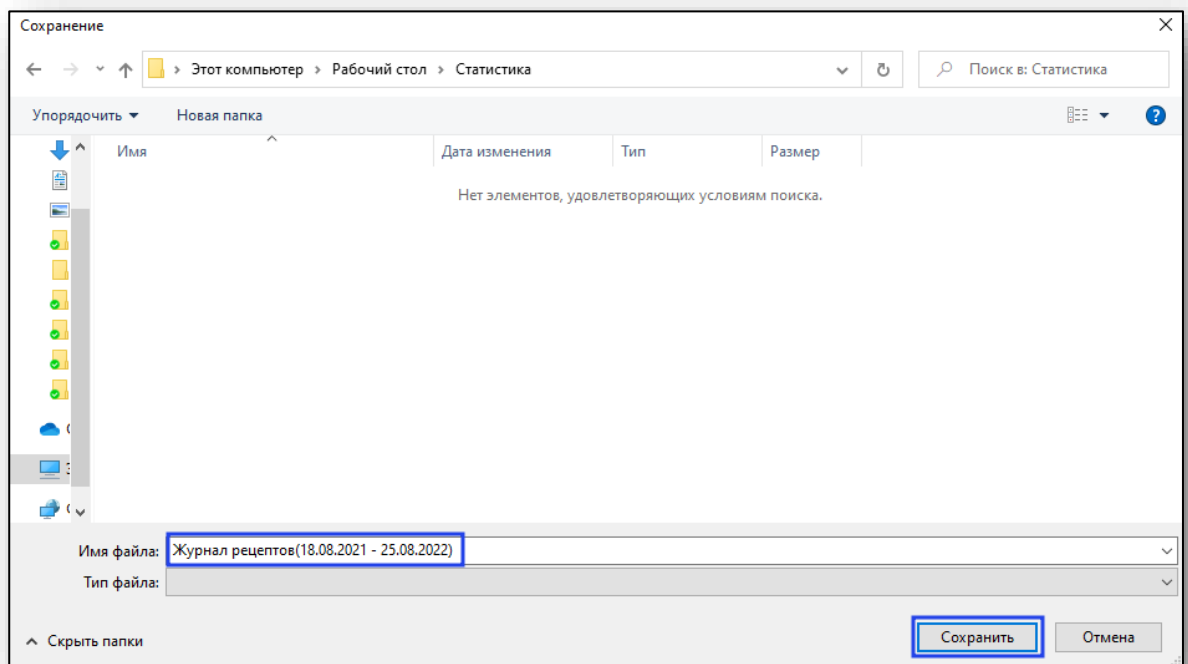 Сохранение
Этот компьютер › Рабочий стол › Статистика
Поиск в: Статистика
Упорядочить
Новая папка
Имя
Дата изменения
Тип
Размер
Нет элементов, удовлетворяющих условиям поиска.
Имя файла: Журнал рецептов(18.08.2021 - 25.08.2022)
Тип файла:
Скрыть папки
Сохранить
Отмена